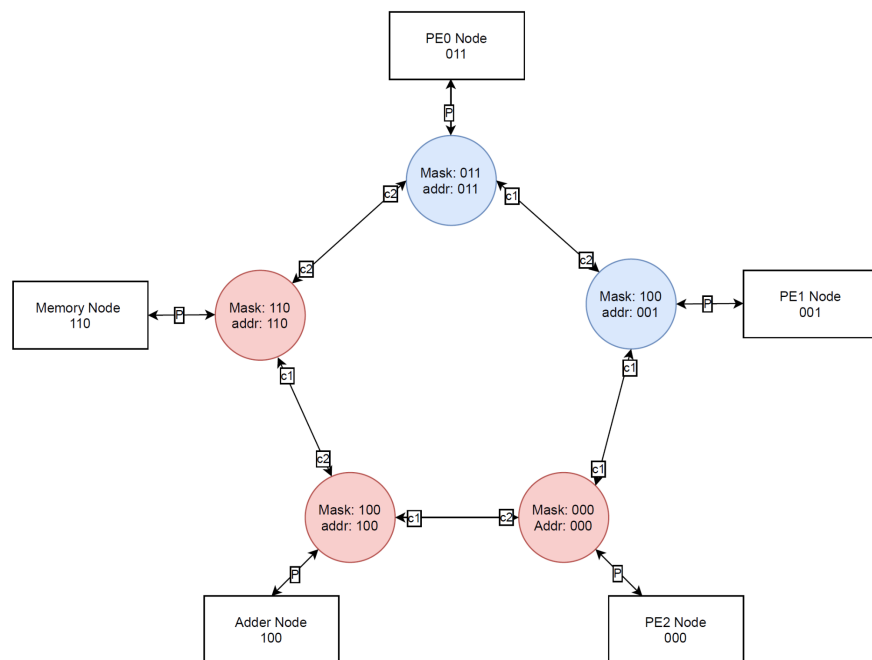 PE0 Node
011
P
Mask: 011
addr: 011
c2
c1
c2
c2
Mask: 110
addr: 110
Memory Node
110
P
Mask: 100
addr: 001
P
PE1 Node
001
c1
c1
c2
c1
Mask: 100
addr: 100
c1
c2
Mask: 000
Addr: 000
P
P
Adder Node
100
PE2 Node
000